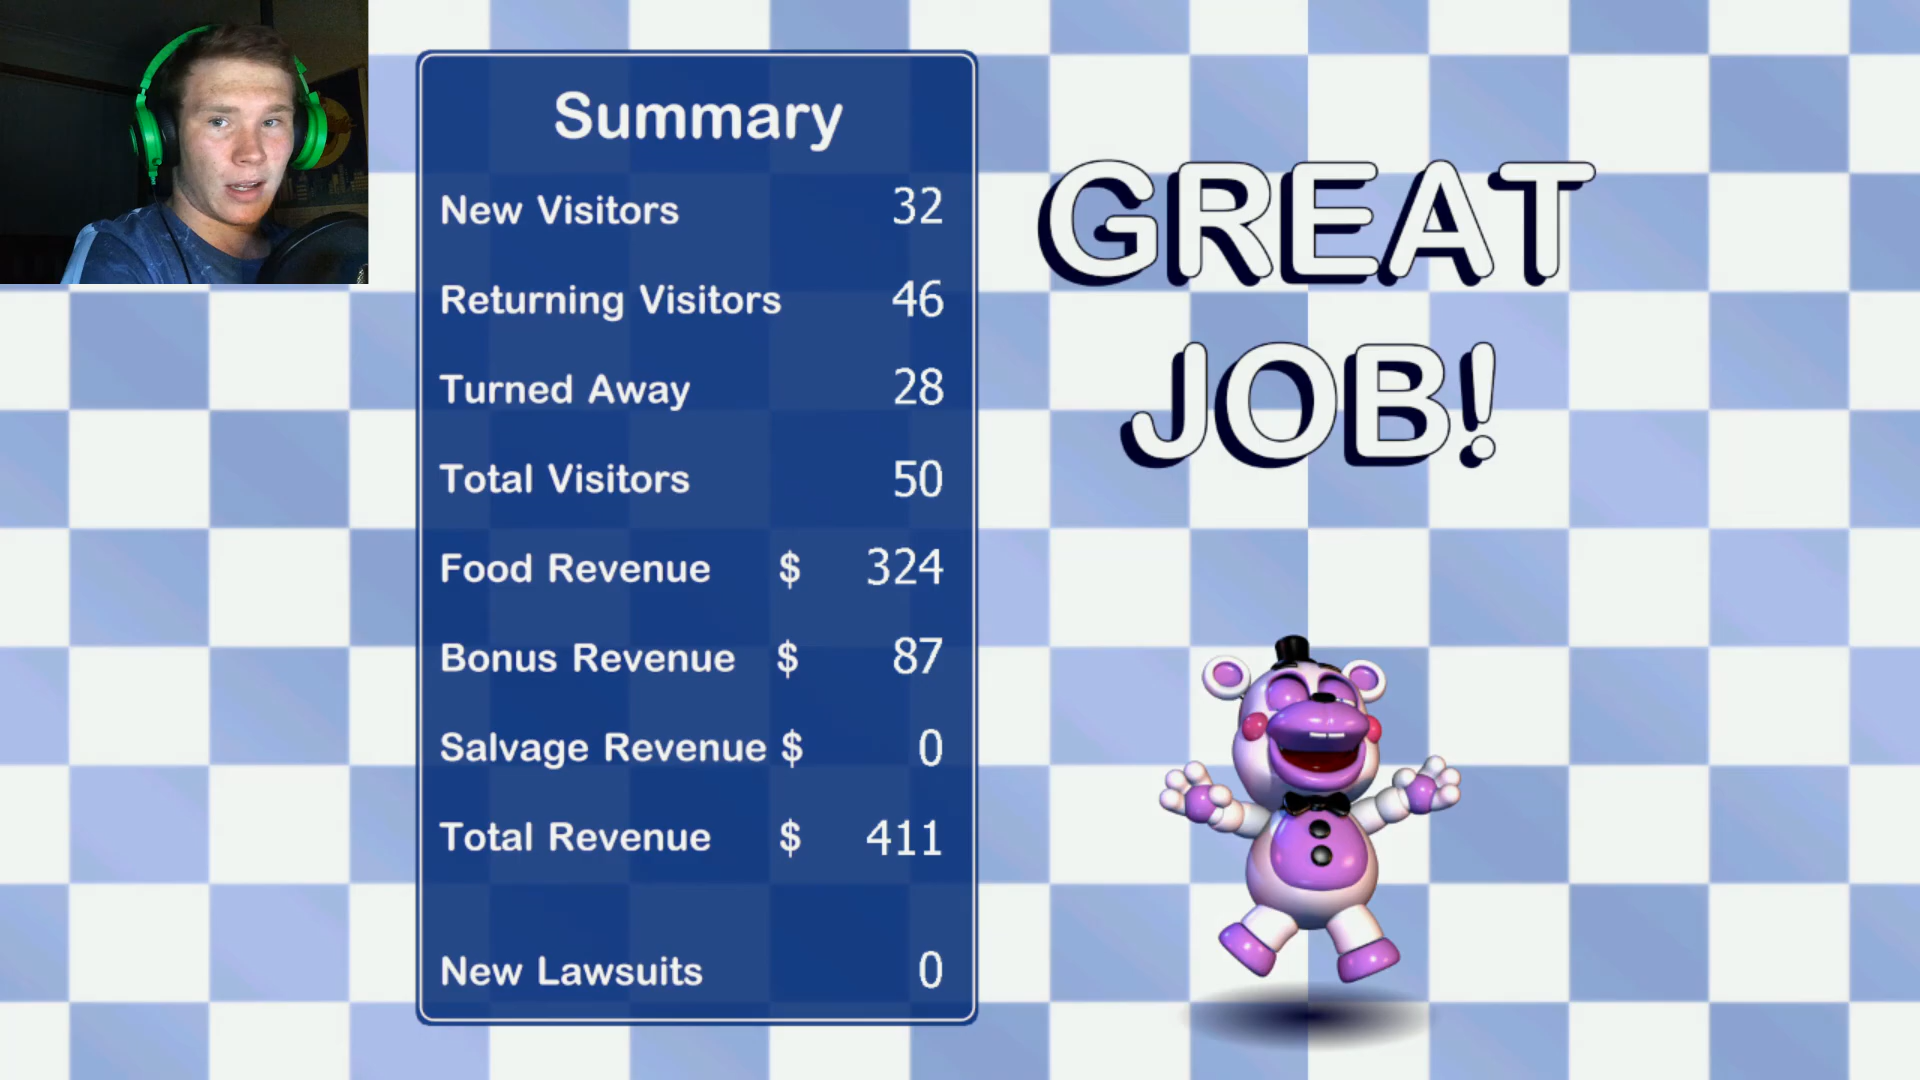 Summary
New Visitors 32
Returning Visitors 46
Turned Away 28
Total Visitors 50
Food Revenue $ 324
Bonus Revenue $ 87
Salvage Revenue $ 0
Total Revenue $ 411
New Lawsuits 0
GREAT
JOB!